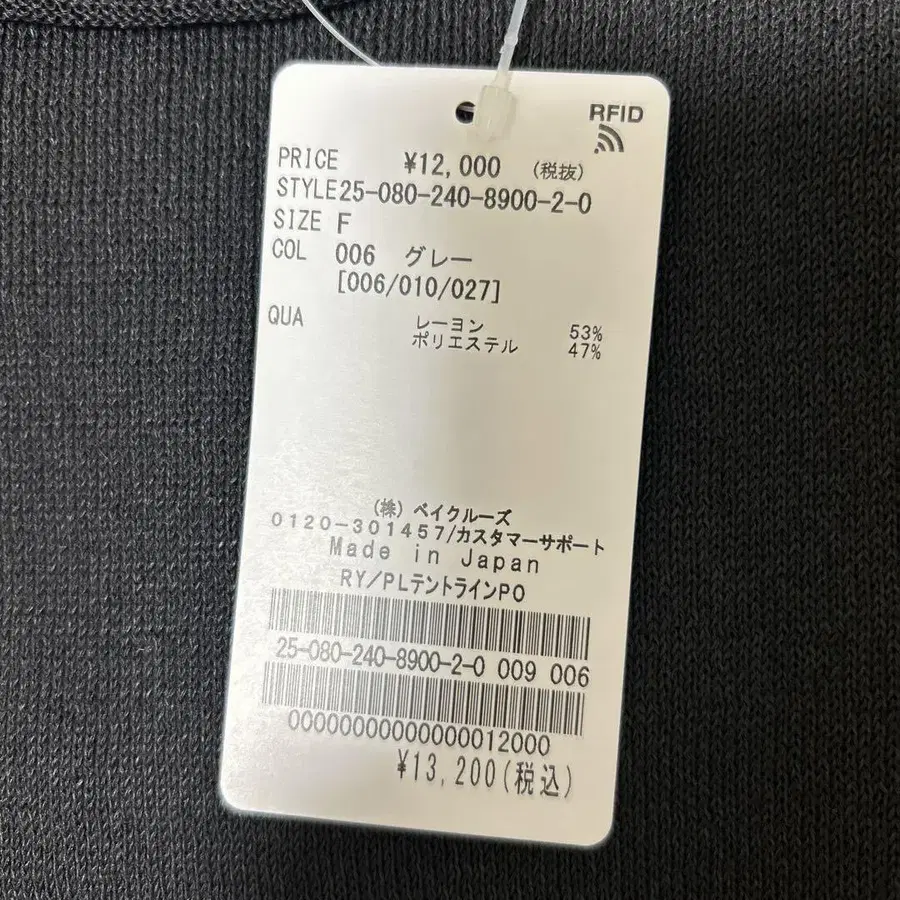 RFID
PRICE ¥12,000 (税抜)
STYLE25-080-240-8900-2-0
SIZE F
COL 006 グレー
[006/010/027]
QUA レーヨン 53%
ポリエステル 47%
(株) ベイクルーズ
0120-301457/カスタマーサポート
Made in Japan
RY/PLテントラインPO
25-080-240-8900-2-0 009 006
00000000000000012000
¥13,200(税込)